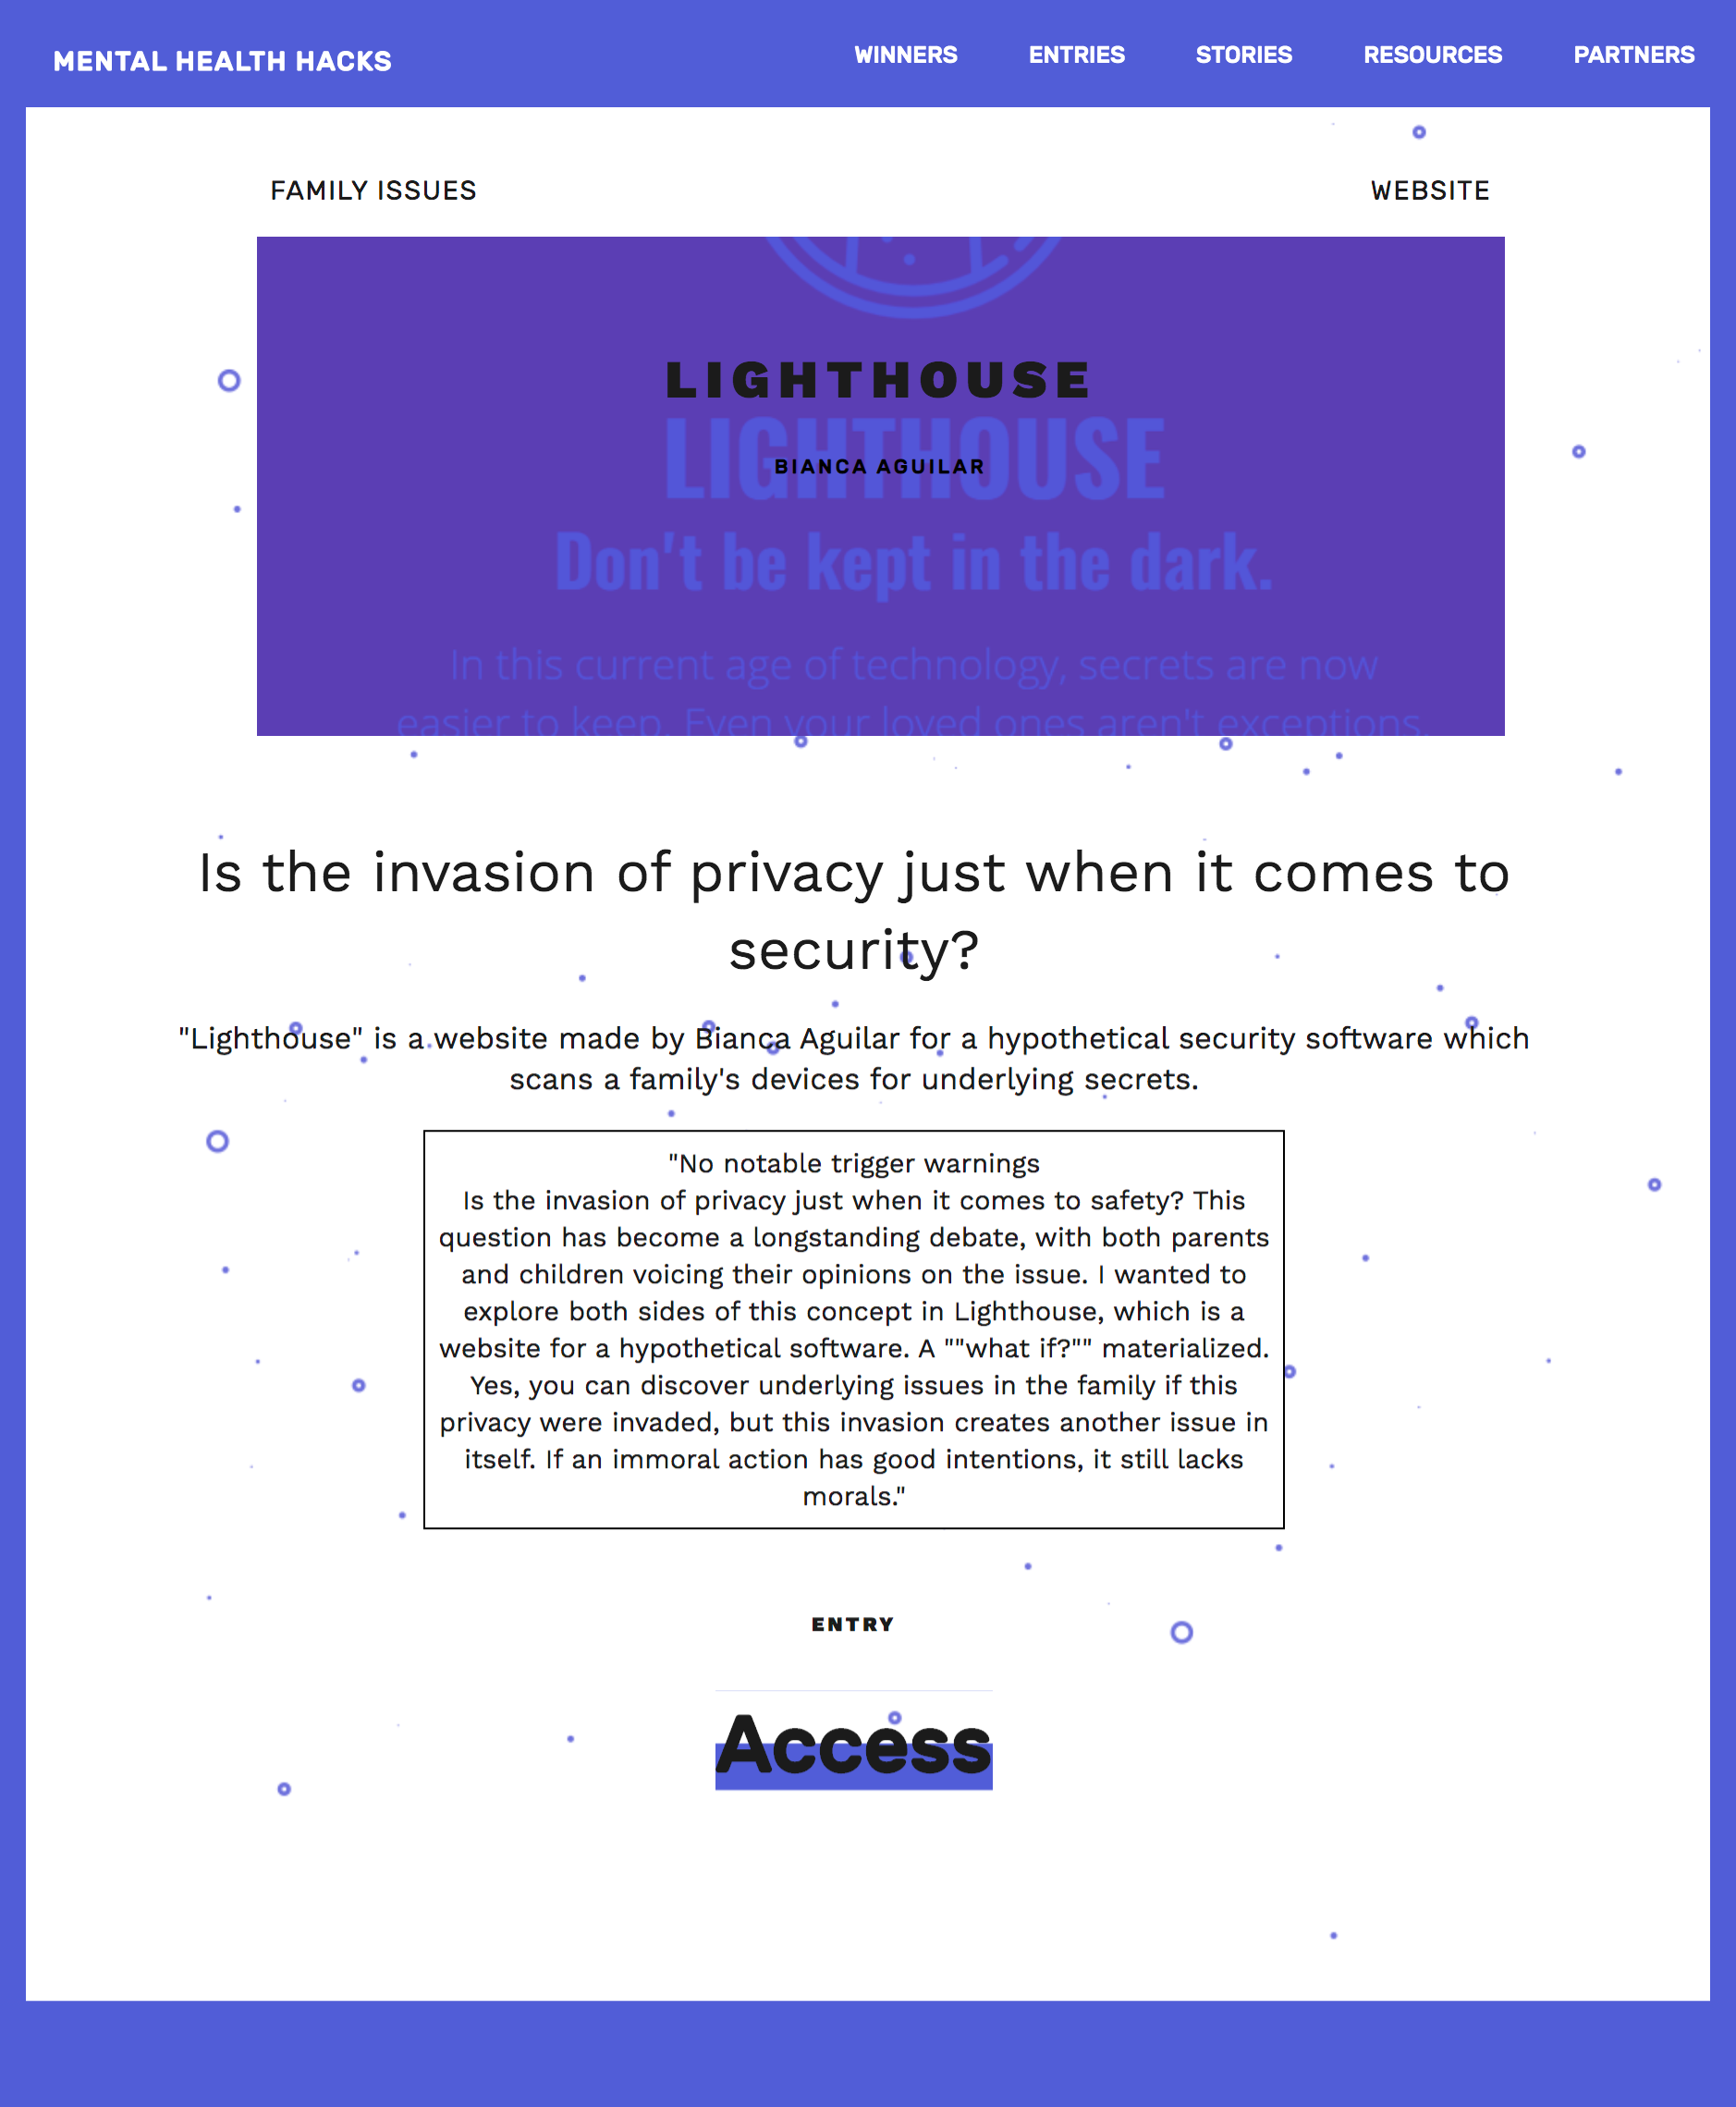 MENTAL HEALTH HACKS
WINNERS
ENTRIES
STORIES
RESOURCES
PARTNERS
FAMILY ISSUES
WEBSITE
LIGHTHOUSE
LIGHTHOUSE
BIANCA AGUILAR
Don't be kept in the dark.
In this current age of technology, secrets are now
easier to keep. Even your loved ones aren't exceptions.
Is the invasion of privacy just when it comes to
security?
"Lighthouse" is a website made by Bianca Aguilar for a hypothetical security software which
scans a family's devices for underlying secrets.
"No notable trigger warnings
Is the invasion of privacy just when it comes to safety? This
question has become a longstanding debate, with both parents
and children voicing their opinions on the issue. I wanted to
explore both sides of this concept in Lighthouse, which is a
website for a hypothetical software. A ""what if?"" materialized.
Yes, you can discover underlying issues in the family if this
privacy were invaded, but this invasion creates another issue in
itself. If an immoral action has good intentions, it still lacks
morals."
ENTRY
Access